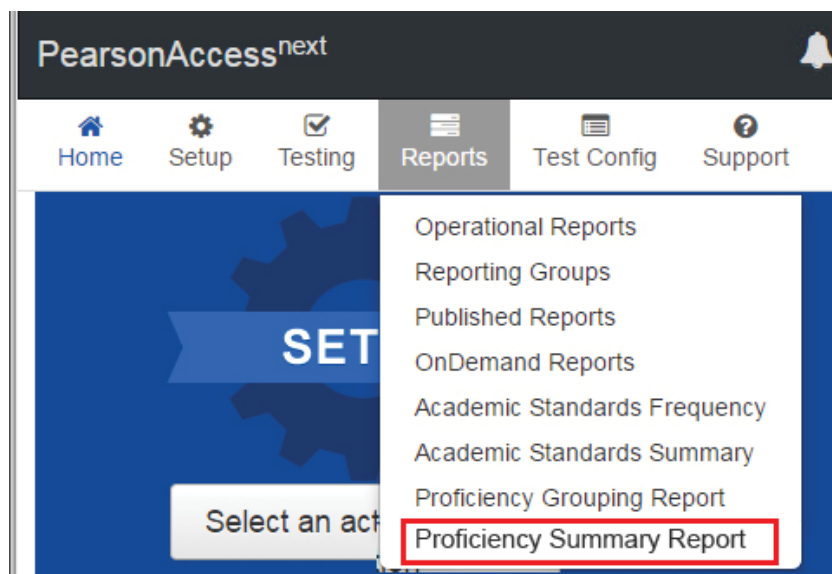 PearsonAccessnext
Home Setup Testing Reports Test Config Support
Operational Reports
Reporting Groups
Published Reports
SET
OnDemand Reports
Academic Standards Frequency
Academic Standards Summary
Proficiency Grouping Report
Select an act
Proficiency Summary Report